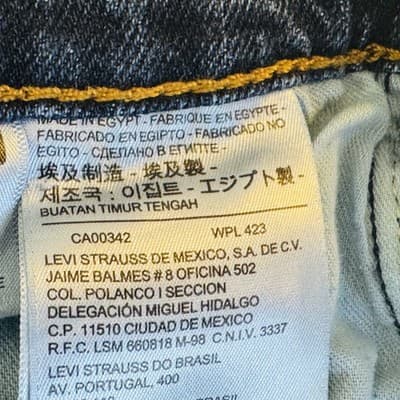 MADE IN EGYPT - FABRIQUE EN EGYPTE -
FABRICADO EN EGIPTO - FABRICADO NO
EGITO - СДЕЛАНО В ЕГИПТЕ -
埃及制造 - 埃及製 -
제조국 : 이집트 - エジプト製 -
BUATAN TIMUR TENGAH
CA00342 WPL 423
LEVI STRAUSS DE MEXICO, S.A. DE C.V.
JAIME BALMES # 8 OFICINA 502
COL. POLANCO I SECCION
DELEGACIÓN MIGUEL HIDALGO
C.P. 11510 CIUDAD DE MEXICO
R.F.C. LSM 660818 M-98 C.N.I.V. 3337
LEVI STRAUSS DO BRASIL
AV. PORTUGAL, 400